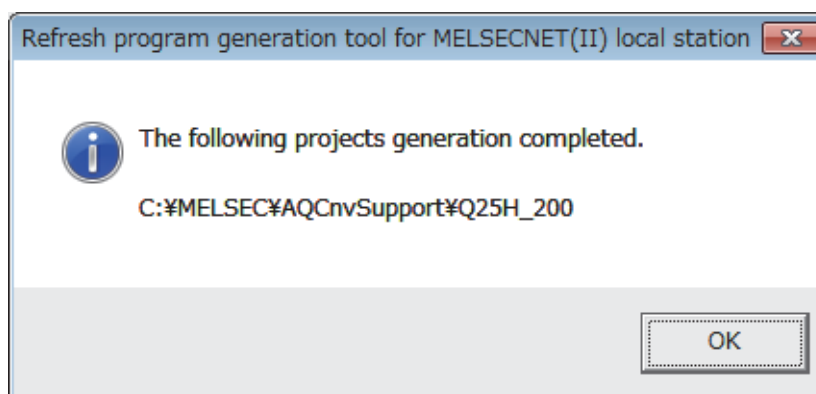 Refresh program generation tool for MELSECNET(II) local station
The following projects generation completed.
C:¥MELSEC¥AQCnvSupport¥Q25H_200
OK